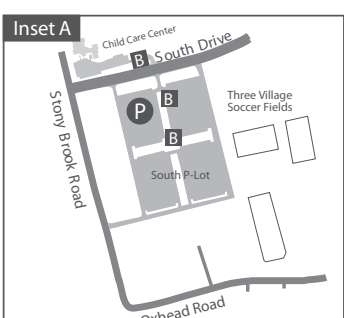 Inset A
Child Care Center
B
South Drive
B
P
Three Village
Soccer Fields
Stony Brook Road
B
South P-Lot
Oxhead Road